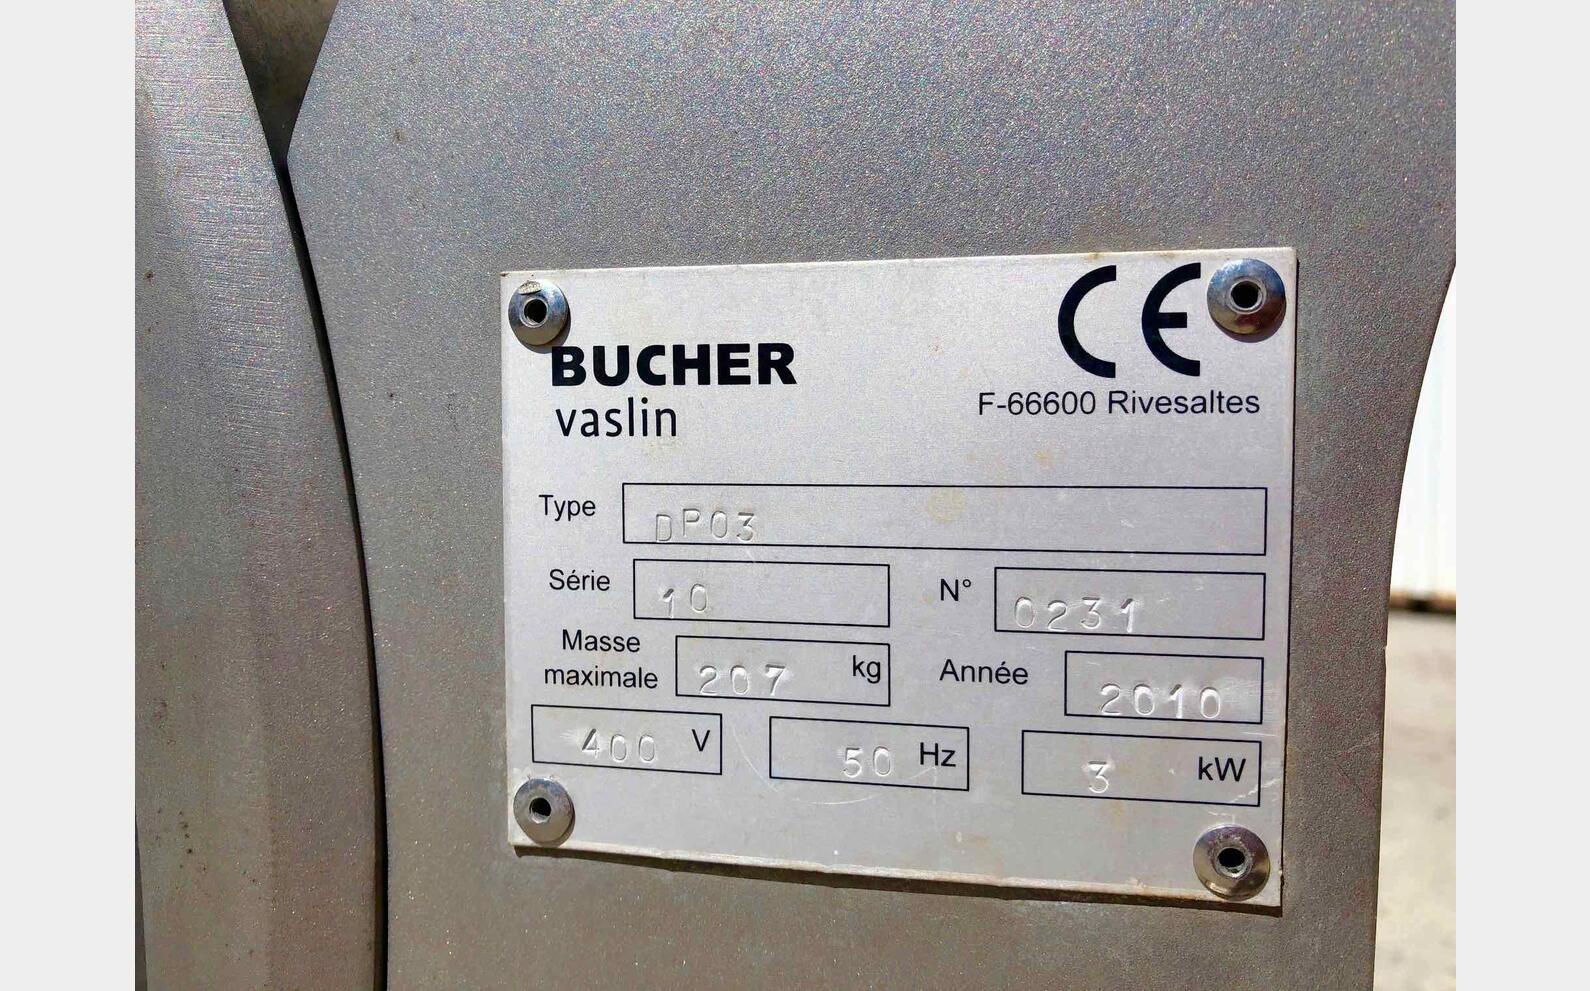 CE
BUCHER
vaslin
F-66600 Rivesaltes
Type DP03
Série 10 N° 0231
Masse
maximale 207 kg Année 2010
400 V 50 Hz 3 kW